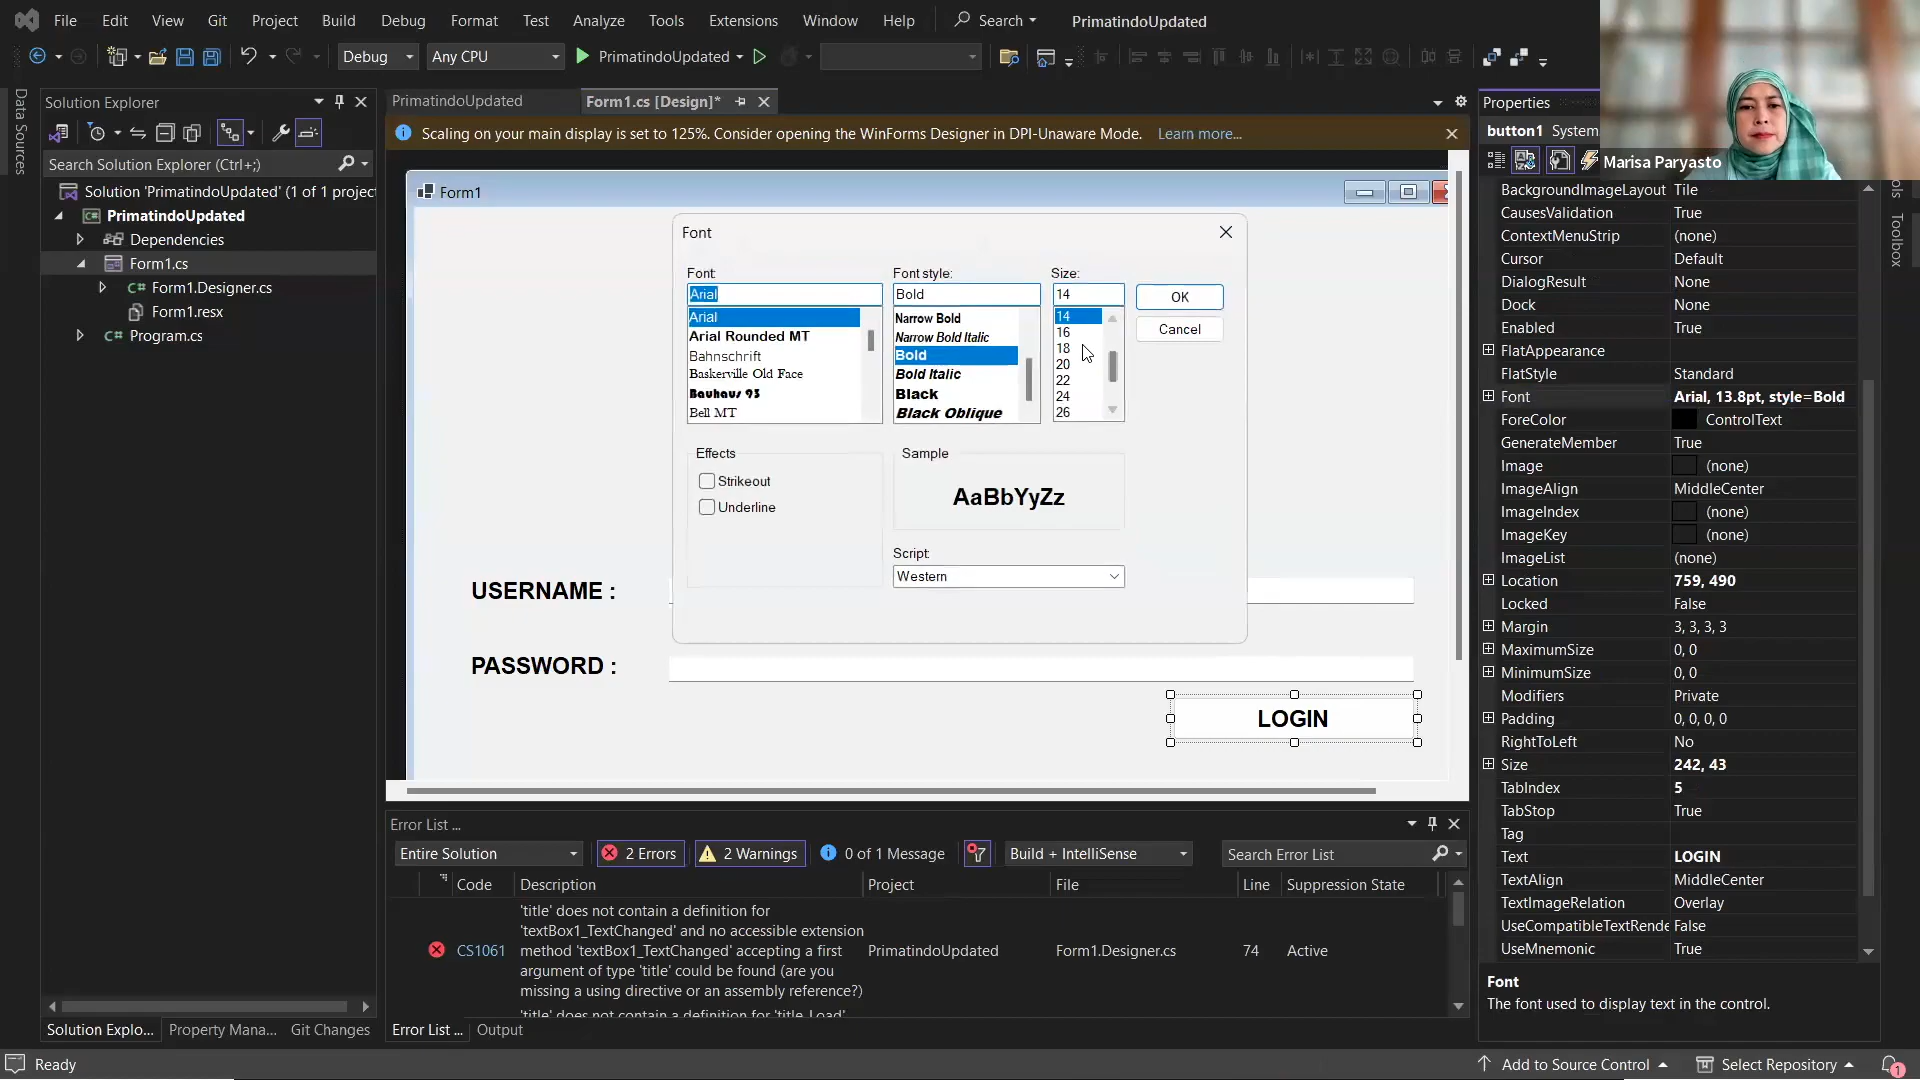 File Edit View Git Project Build Debug Format Test Analyze Tools Extensions Window Help Search PrimatindoUpdated
Debug Any CPU PrimatindoUpdated
Marisa Paryasto
Data Sources
Solution Explorer
Search Solution Explorer (Ctrl+;)
Solution 'PrimatindoUpdated' (1 of 1 project
PrimatindoUpdated
Dependencies
Form1.cs
Form1.Designer.cs
Form1.resx
Program.cs
Solution Explo... Property Mana... Git Changes
PrimatindoUpdated Form1.cs [Design]*
Scaling on your main display is set to 125%. Consider opening the WinForms Designer in DPI-Unaware Mode. Learn more...
Form1
Font
Font: Font style: Size:
Arial Bold 14 OK
Cancel
Arial
Arial Rounded MT
Bahnschrift
Baskerville Old Face
Bauhaus 93
Bell MT
Narrow Bold
Narrow Bold Italic
Bold
Bold Italic
Black
Black Oblique
14
16
18
20
22
24
26
Effects
Strikeout
Underline
Sample
AaBbYyZz
Script:
Western
USERNAME :
PASSWORD :
LOGIN
Error List ...
Entire Solution 2 Errors 2 Warnings 0 of 1 Message Build + IntelliSense Search Error List
Code Description Project File Line Suppression State
'title' does not contain a definition for
'textBox1_TextChanged' and no accessible extension
CS1061 method 'textBox1_TextChanged' accepting a first PrimatindoUpdated Form1.Designer.cs 74 Active
argument of type 'title' could be found (are you
missing a using directive or an assembly reference?)
'title' does not contain a definition for 'title_Load'
Error List ... Output
Properties
button1 System
BackgroundImageLayout Tile
CausesValidation True
ContextMenuStrip (none)
Cursor Default
DialogResult None
Dock None
Enabled True
FlatAppearance
FlatStyle Standard
Font Arial, 13.8pt, style=Bold
ForeColor ControlText
GenerateMember True
Image (none)
ImageAlign MiddleCenter
ImageIndex (none)
ImageKey (none)
ImageList (none)
Location 759, 490
Locked False
Margin 3, 3, 3, 3
MaximumSize 0, 0
MinimumSize 0, 0
Modifiers Private
Padding 0, 0, 0, 0
RightToLeft No
Size 242, 43
TabIndex 5
TabStop True
Tag
Text LOGIN
TextAlign MiddleCenter
TextImageRelation Overlay
UseCompatibleTextRende False
UseMnemonic True
Font
The font used to display text in the control.
Toolbox
Ready Add to Source Control Select Repository 1